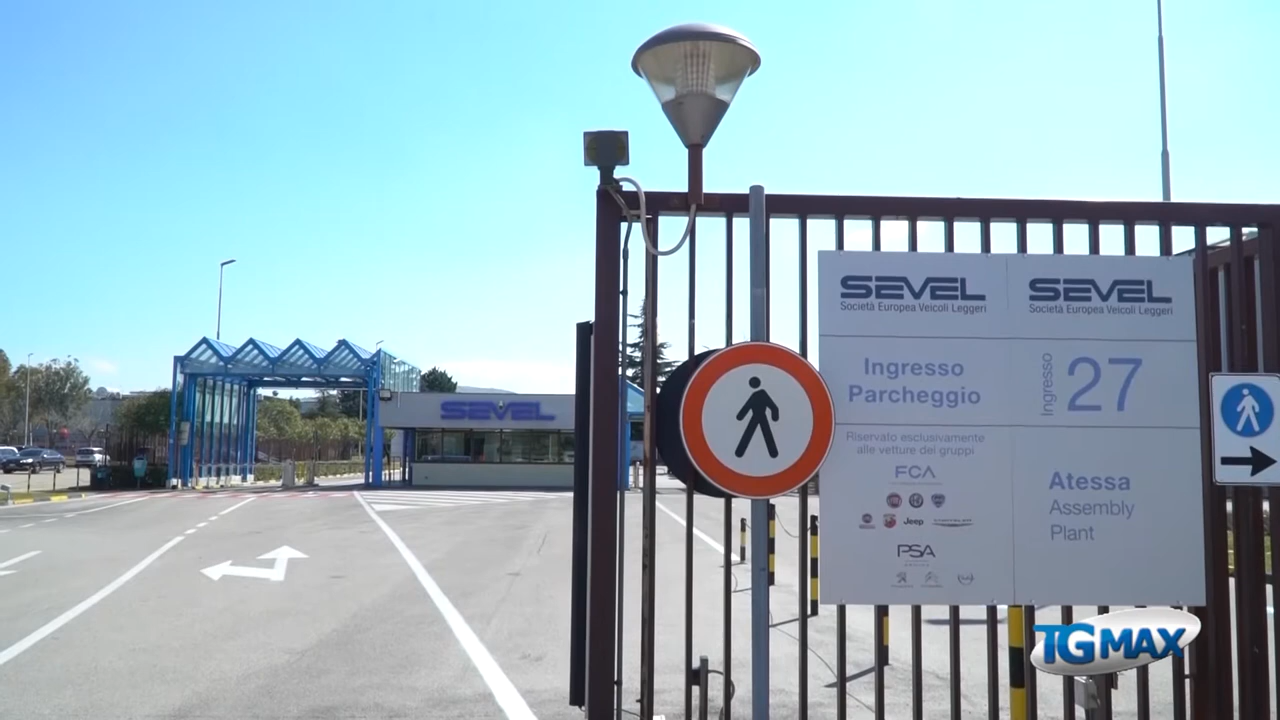 SEVEL
SEVEL
Società Europea Veicoli Leggeri
SEVEL
Società Europea Veicoli Leggeri
Ingresso
Parcheggio
Ingresso
27
Riservato esclusivamente
alle vetture dei gruppi
FCA
Jeep
PSA
Atessa
Assembly
Plant
TGMAX